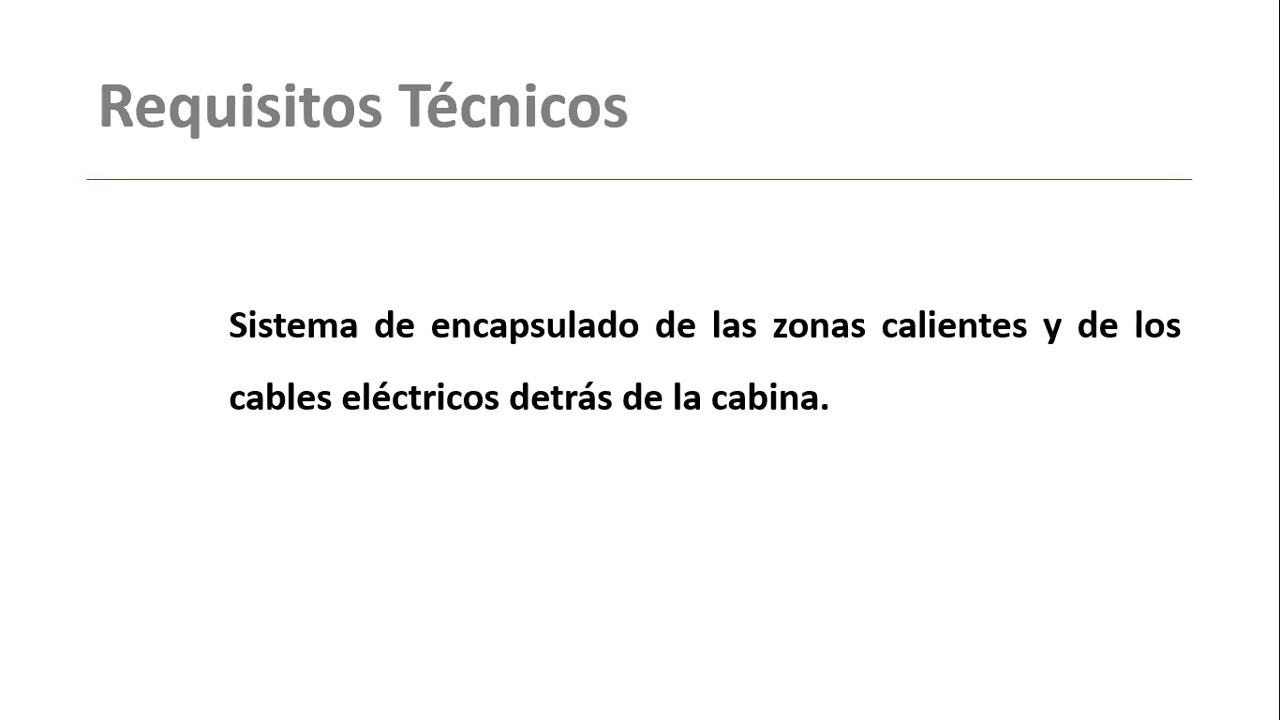 Requisitos Técnicos
Sistema de encapsulado de las zonas calientes y de los
cables eléctricos detrás de la cabina.